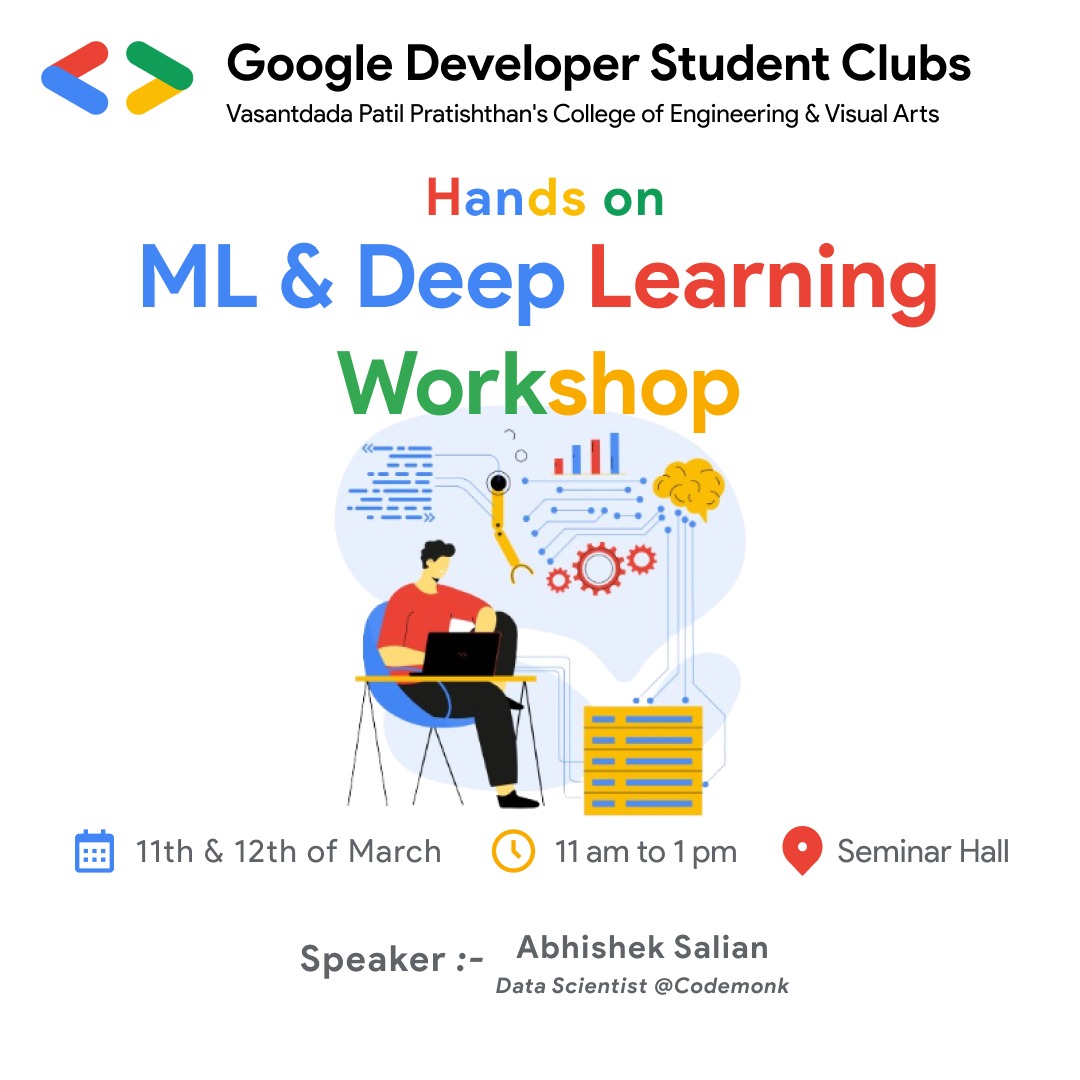 Google Developer Student Clubs
Vasantdada Patil Pratishthan's College of Engineering & Visual Arts
Hands on
ML & Deep Learning
Workshop
11th & 12th of March
11 am to 1 pm
Seminar Hall
Speaker :-
Abhishek Salian
Data Scientist @Codemonk